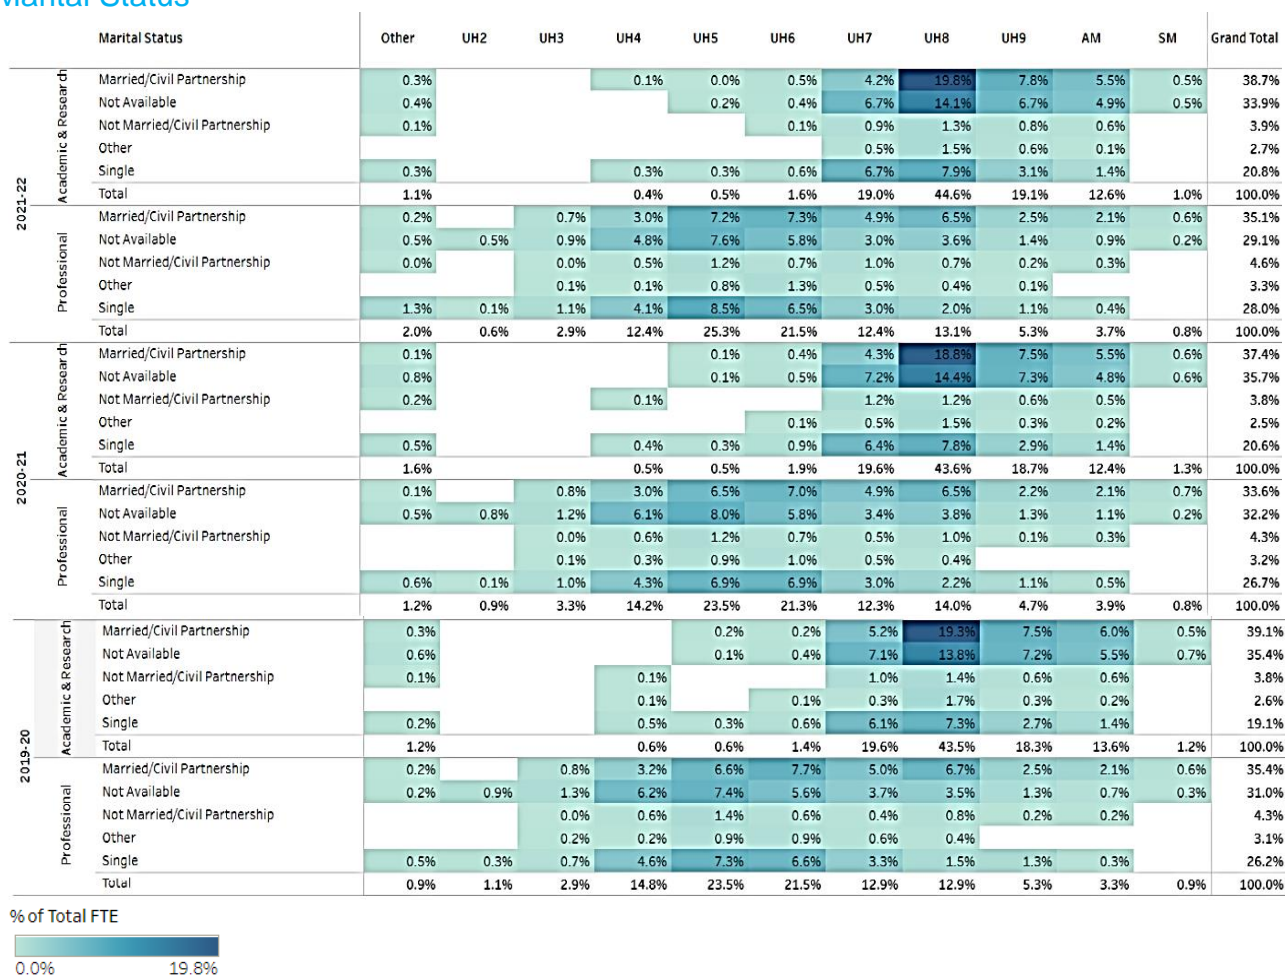 Marital Status
Marital Status Other UH2 UH3 UH4 UH5 UH6 UH7 UH8 UH9 AM SM Grand Total
2021-22
Academic & Research
Married/Civil Partnership 0.3% 0.1% 0.0% 0.5% 4.2% 19.8% 7.8% 5.5% 0.5% 38.7%
Not Available 0.4% 0.2% 0.4% 6.7% 14.1% 6.7% 4.9% 0.5% 33.9%
Not Married/Civil Partnership 0.1% 0.1% 0.9% 1.3% 0.8% 0.6% 3.9%
Other 0.5% 1.5% 0.6% 0.1% 2.7%
Single 0.3% 0.3% 0.3% 0.6% 6.7% 7.9% 3.1% 1.4% 20.8%
Total 1.1% 0.4% 0.5% 1.6% 19.0% 44.6% 19.1% 12.6% 1.0% 100.0%
Professional
Married/Civil Partnership 0.2% 0.7% 3.0% 7.2% 7.3% 4.9% 6.5% 2.5% 2.1% 0.6% 35.1%
Not Available 0.5% 0.5% 0.9% 4.8% 7.6% 5.8% 3.0% 3.6% 1.4% 0.9% 0.2% 29.1%
Not Married/Civil Partnership 0.0% 0.0% 0.5% 1.2% 0.7% 1.0% 0.7% 0.2% 0.3% 4.6%
Other 0.1% 0.1% 0.8% 1.3% 0.5% 0.4% 0.1% 3.3%
Single 1.3% 0.1% 1.1% 4.1% 8.5% 6.5% 3.0% 2.0% 1.1% 0.4% 28.0%
Total 2.0% 0.6% 2.9% 12.4% 25.3% 21.5% 12.4% 13.1% 5.3% 3.7% 0.8% 100.0%
2020-21
Academic & Research
Married/Civil Partnership 0.1% 0.1% 0.4% 4.3% 18.8% 7.5% 5.5% 0.6% 37.4%
Not Available 0.8% 0.1% 0.5% 7.2% 14.4% 7.3% 4.8% 0.6% 35.7%
Not Married/Civil Partnership 0.2% 0.1% 1.2% 1.2% 0.6% 0.5% 3.8%
Other 0.1% 0.5% 1.5% 0.3% 0.2% 2.5%
Single 0.5% 0.4% 0.3% 0.9% 6.4% 7.8% 2.9% 1.4% 20.6%
Total 1.6% 0.5% 0.5% 1.9% 19.6% 43.6% 18.7% 12.4% 1.3% 100.0%
Professional
Married/Civil Partnership 0.1% 0.8% 3.0% 6.5% 7.0% 4.9% 6.5% 2.2% 2.1% 0.7% 33.6%
Not Available 0.5% 0.8% 1.2% 6.1% 8.0% 5.8% 3.4% 3.8% 1.3% 1.1% 0.2% 32.2%
Not Married/Civil Partnership 0.0% 0.6% 1.2% 0.7% 0.5% 1.0% 0.1% 0.3% 4.3%
Other 0.1% 0.3% 0.9% 1.0% 0.5% 0.4% 3.2%
Single 0.6% 0.1% 1.0% 4.3% 6.9% 6.9% 3.0% 2.2% 1.1% 0.5% 26.7%
Total 1.2% 0.9% 3.3% 14.2% 23.5% 21.3% 12.3% 14.0% 4.7% 3.9% 0.8% 100.0%
2019-20
Academic & Research
Married/Civil Partnership 0.3% 0.2% 0.2% 5.2% 19.3% 7.5% 6.0% 0.5% 39.1%
Not Available 0.6% 0.1% 0.4% 7.1% 13.8% 7.2% 5.5% 0.7% 35.4%
Not Married/Civil Partnership 0.1% 0.1% 1.0% 1.4% 0.6% 0.6% 3.8%
Other 0.1% 0.1% 0.3% 1.7% 0.3% 0.2% 2.6%
Single 0.2% 0.5% 0.3% 0.6% 6.1% 7.3% 2.7% 1.4% 19.1%
Total 1.2% 0.6% 0.6% 1.4% 19.6% 43.5% 18.3% 13.6% 1.2% 100.0%
Professional
Married/Civil Partnership 0.2% 0.8% 3.2% 6.6% 7.7% 5.0% 6.7% 2.5% 2.1% 0.6% 35.4%
Not Available 0.2% 0.9% 1.3% 6.2% 7.4% 5.6% 3.7% 3.5% 1.3% 0.7% 0.3% 31.0%
Not Married/Civil Partnership 0.0% 0.6% 1.4% 0.6% 0.4% 0.8% 0.2% 0.2% 4.3%
Other 0.2% 0.2% 0.9% 0.9% 0.6% 0.4% 3.1%
Single 0.5% 0.3% 0.7% 4.6% 7.3% 6.6% 3.3% 1.5% 1.3% 0.3% 26.2%
Total 0.9% 1.1% 2.9% 14.8% 23.5% 21.5% 12.9% 12.9% 5.3% 3.3% 0.9% 100.0%
% of Total FTE
0.0% 19.8%